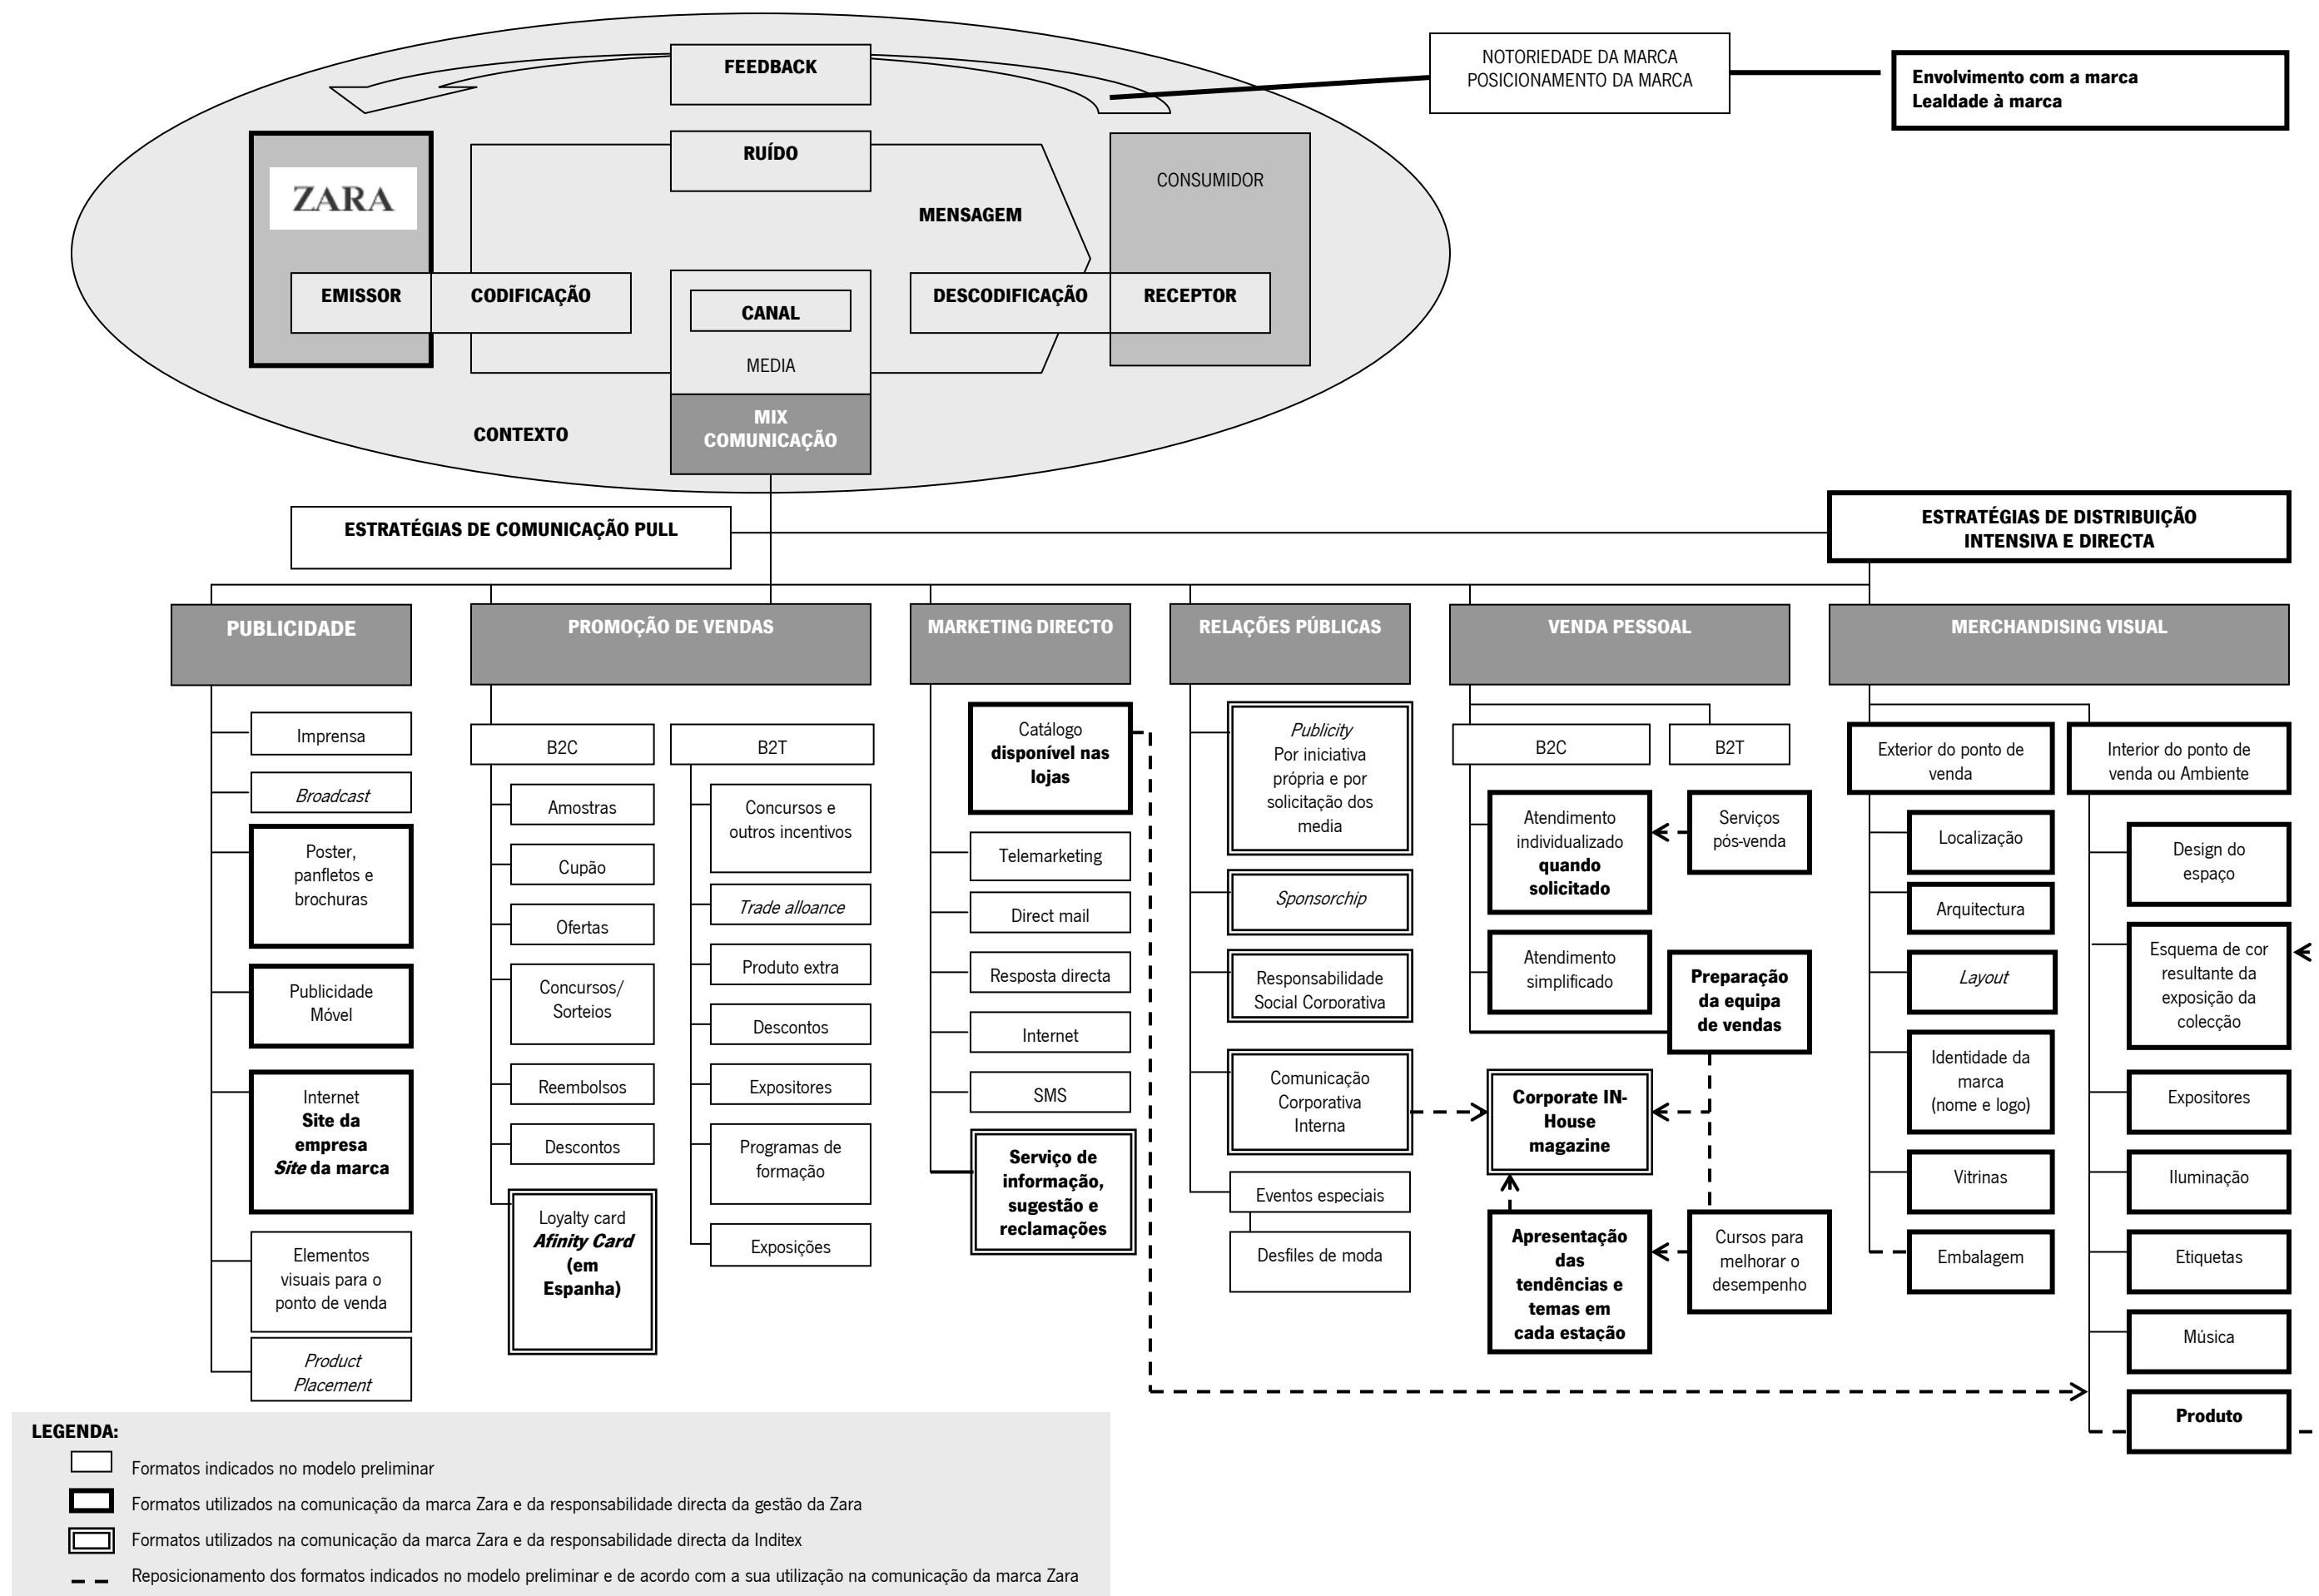 FEEDBACK
NOTORIEDADE DA MARCA
POSICIONAMENTO DA MARCA
Envolvimento com a marca
Lealdade à marca
RUÍDO
ZARA
CONSUMIDOR
MENSAGEM
EMISSOR
CODIFICAÇÃO
CANAL
DESCODIFICAÇÃO
RECEPTOR
MEDIA
MIX
COMUNICAÇÃO
CONTEXTO
ESTRATÉGIAS DE COMUNICAÇÃO PULL
ESTRATÉGIAS DE DISTRIBUIÇÃO
INTENSIVA E DIRECTA
PUBLICIDADE
Imprensa
Broadcast
Poster,
panfletos e
brochuras
Publicidade
Móvel
Internet
Site da
empresa
Site da marca
Elementos
visuais para o
ponto de venda
Product
Placement
PROMOÇÃO DE VENDAS
B2C
Amostras
Cupão
Ofertas
Concursos/
Sorteios
Reembolsos
Descontos
Loyalty card
Afinity Card
(em
Espanha)
B2T
Concursos e
outros incentivos
Trade alloance
Produto extra
Descontos
Expositores
Programas de
formação
Exposições
MARKETING DIRECTO
Catálogo
disponível nas
lojas
Telemarketing
Direct mail
Resposta directa
Internet
SMS
Serviço de
informação,
sugestão e
reclamações
RELAÇÕES PÚBLICAS
Publicity
Por iniciativa
própria e por
solicitação dos
media
Sponsorchip
Responsabilidade
Social Corporativa
Comunicação
Corporativa
Interna
Eventos especiais
Desfiles de moda
VENDA PESSOAL
B2C
B2T
Atendimento
individualizado
quando
solicitado
Serviços
pós-venda
Atendimento
simplificado
Preparação
da equipa
de vendas
Corporate IN-
House
magazine
Apresentação
das
tendências e
temas em
cada estação
Cursos para
melhorar o
desempenho
MERCHANDISING VISUAL
Exterior do ponto de
venda
Localização
Arquitectura
Layout
Identidade da
marca
(nome e logo)
Vitrinas
Embalagem
Interior do ponto de
venda ou Ambiente
Design do
espaço
Esquema de cor
resultante da
exposição da
colecção
Expositores
Iluminação
Etiquetas
Música
Produto
LEGENDA:
Formatos indicados no modelo preliminar
Formatos utilizados na comunicação da marca Zara e da responsabilidade directa da gestão da Zara
Formatos utilizados na comunicação da marca Zara e da responsabilidade directa da Inditex
Reposicionamento dos formatos indicados no modelo preliminar e de acordo com a sua utilização na comunicação da marca Zara